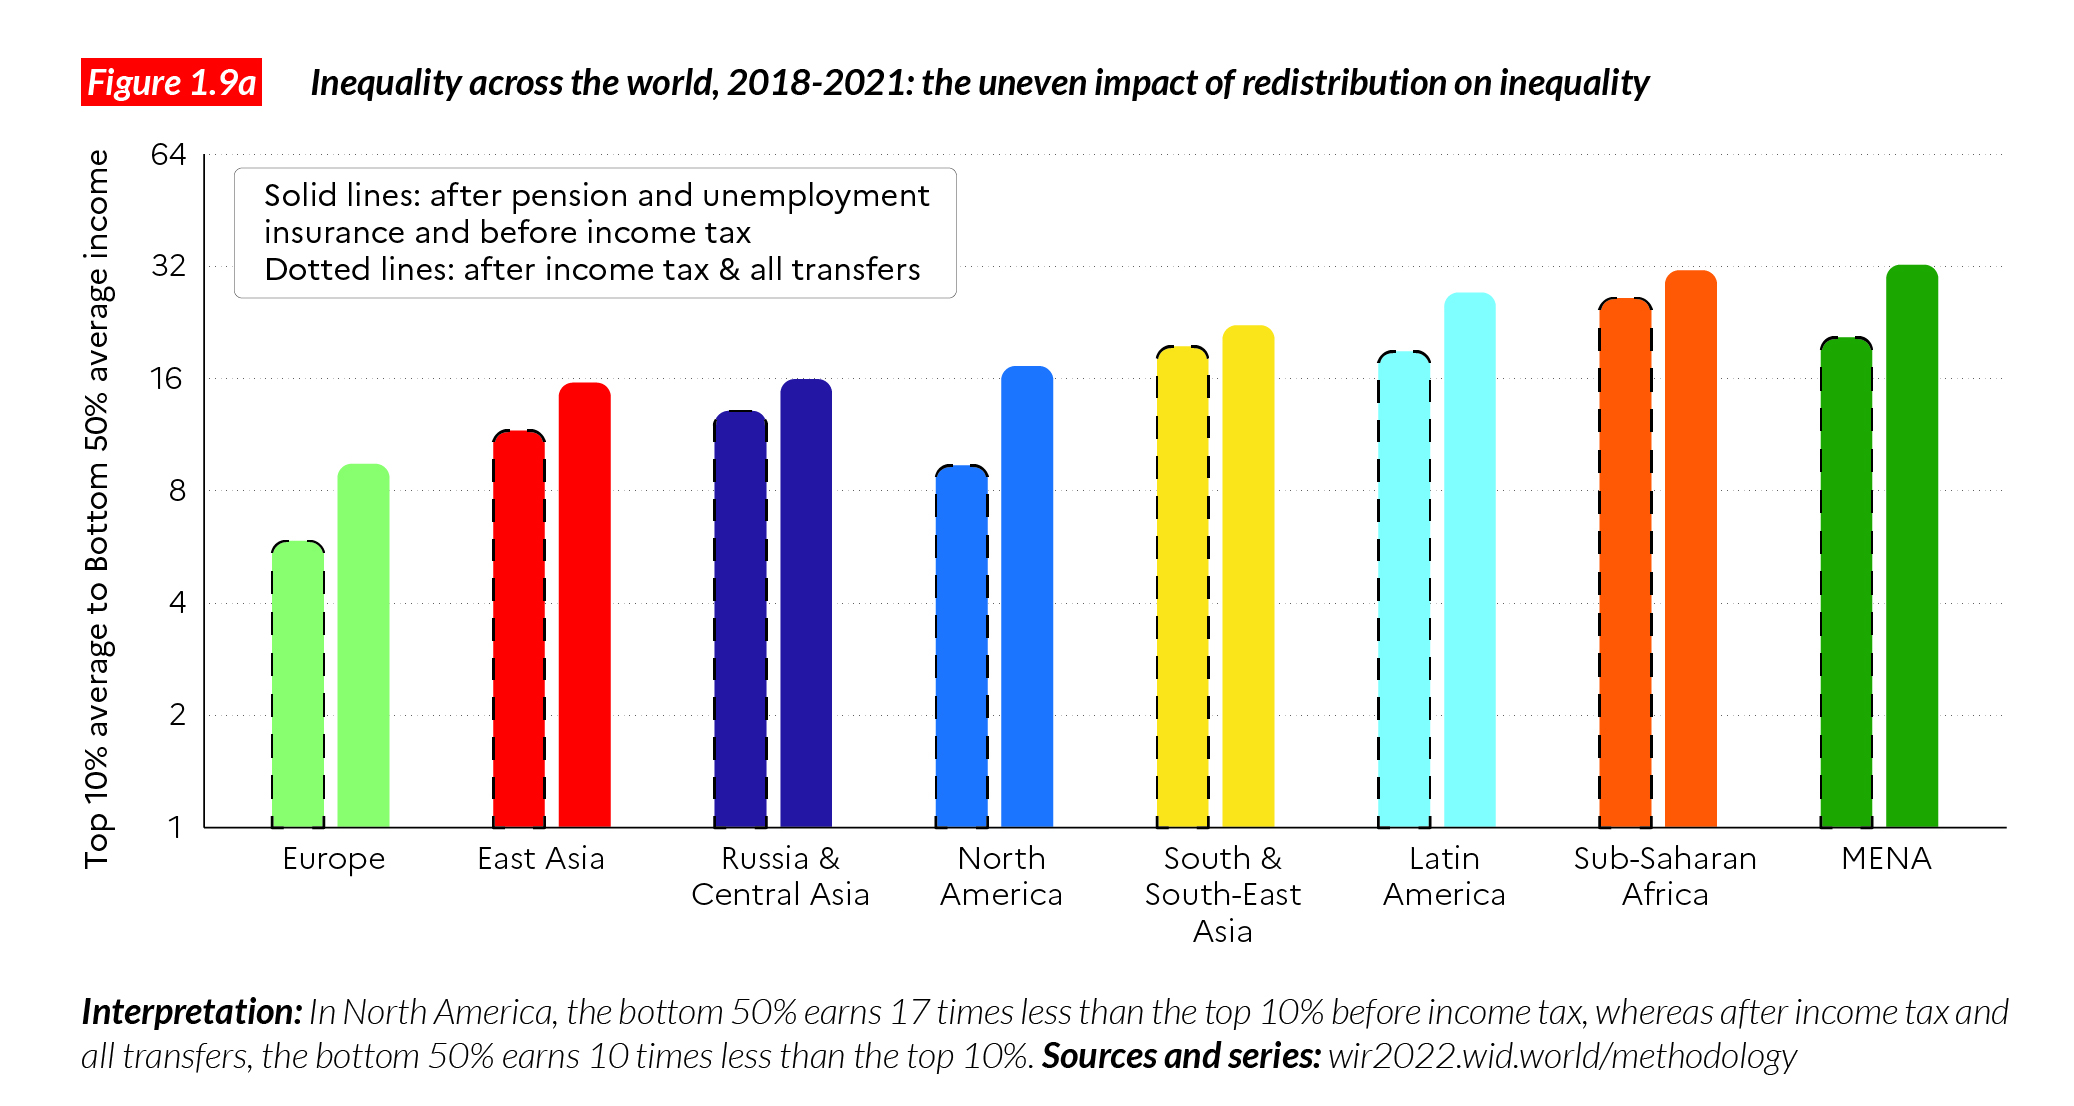 Figure 1.9a Inequality across the world, 2018-2021: the uneven impact of redistribution on inequality
Top 10% average to Bottom 50% average income
64
32
16
8
4
2
1
Solid lines: after pension and unemployment
insurance and before income tax
Dotted lines: after income tax & all transfers
Europe
East Asia
Russia &
Central Asia
North
America
South &
South-East
Asia
Latin
America
Sub-Saharan
Africa
MENA
Interpretation: In North America, the bottom 50% earns 17 times less than the top 10% before income tax, whereas after income tax and
all transfers, the bottom 50% earns 10 times less than the top 10%. Sources and series: wir2022.wid.world/methodology